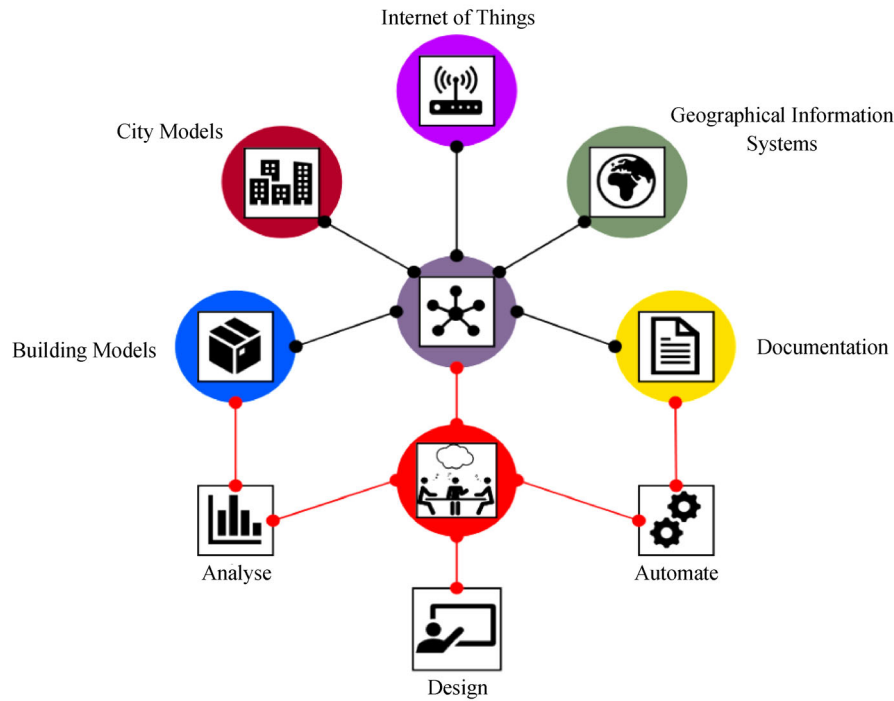 Internet of Things
City Models
Geographical Information
Systems
Building Models
Documentation
Analyse
Automate
Design